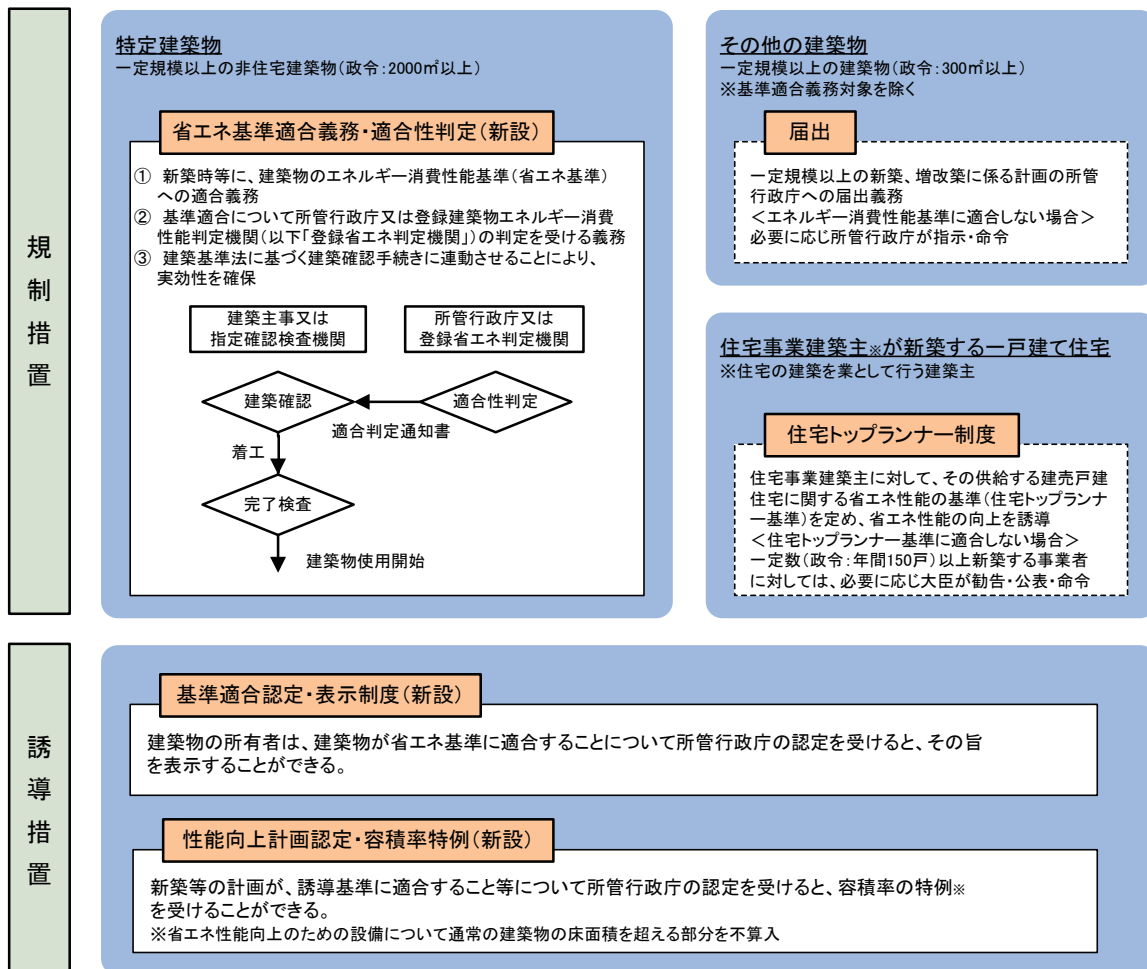 規制措置
特定建築物
一定規模以上の非住宅建築物(政令:2000㎡以上)
省エネ基準適合義務・適合性判定(新設)
① 新築時等に、建築物のエネルギー消費性能基準(省エネ基準)
への適合義務
② 基準適合について所管行政庁又は登録建築物エネルギー消費
性能判定機関(以下「登録省エネ判定機関」)の判定を受ける義務
③ 建築基準法に基づく建築確認手続きに連動させることにより、
実効性を確保
建築主事又は
指定確認検査機関
所管行政庁又は
登録省エネ判定機関
建築確認
適合性判定
適合判定通知書
着工
完了検査
建築物使用開始
その他の建築物
一定規模以上の建築物(政令:300㎡以上)
※基準適合義務対象を除く
届出
一定規模以上の新築、増改築に係る計画の所管
行政庁への届出義務
<エネルギー消費性能基準に適合しない場合>
必要に応じ所管行政庁が指示・命令
住宅事業建築主※が新築する一戸建て住宅
※住宅の建築を業として行う建築主
住宅トップランナー制度
住宅事業建築主に対して、その供給する建売戸建
住宅に関する省エネ性能の基準(住宅トップランナ
ー基準)を定め、省エネ性能の向上を誘導
<住宅トップランナー基準に適合しない場合>
一定数(政令:年間150戸)以上新築する事業者
に対しては、必要に応じ大臣が勧告・公表・命令
誘導措置
基準適合認定・表示制度(新設)
建築物の所有者は、建築物が省エネ基準に適合することについて所管行政庁の認定を受けると、その旨
を表示することができる。
性能向上計画認定・容積率特例(新設)
新築等の計画が、誘導基準に適合すること等について所管行政庁の認定を受けると、容積率の特例※
を受けることができる。
※省エネ性能向上のための設備について通常の建築物の床面積を超える部分を不算入